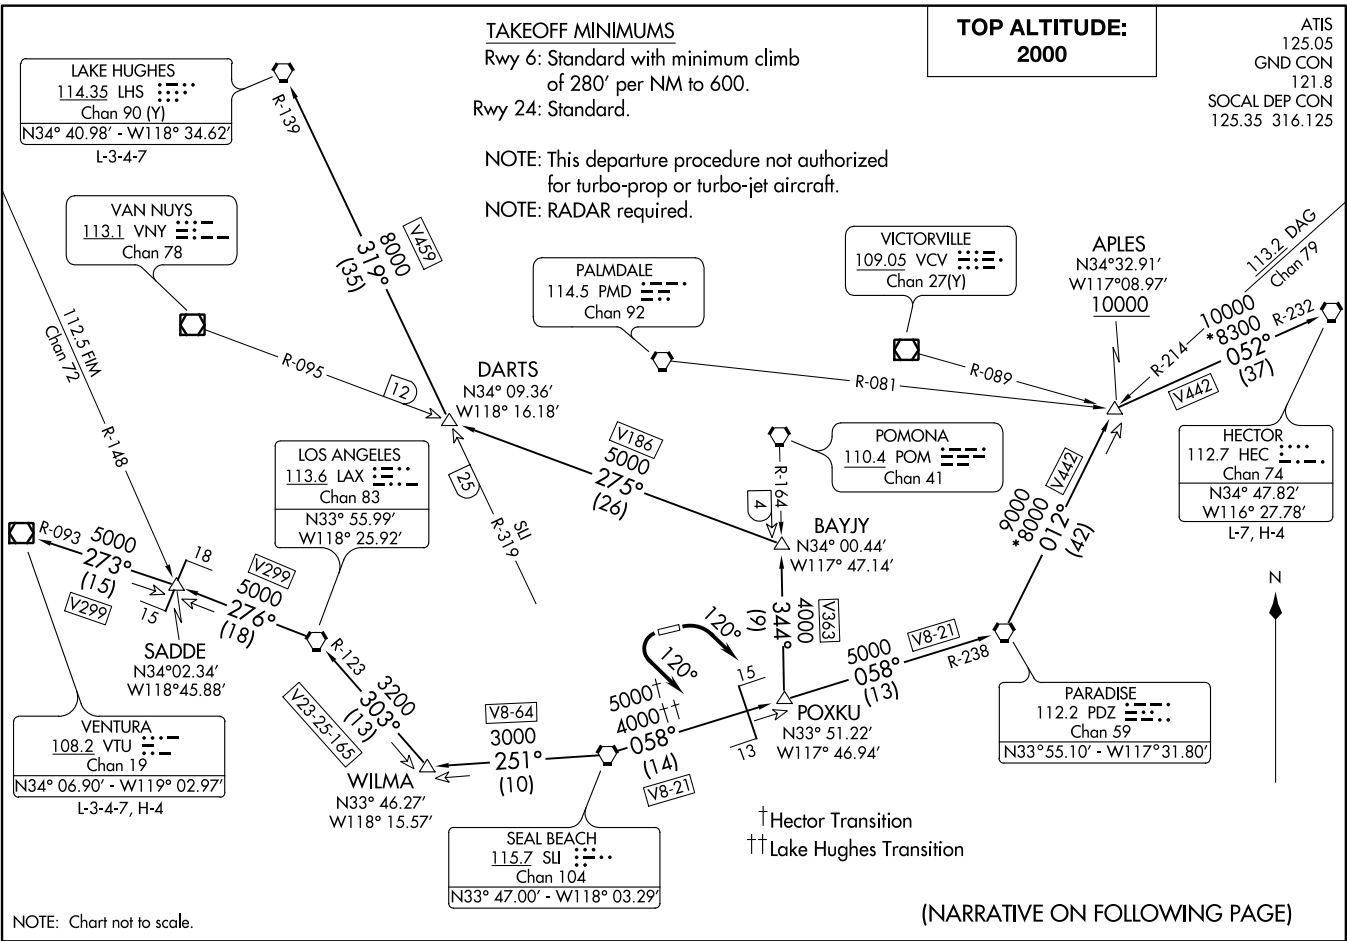 TAKEOFF MINIMUMS
Rwy 6: Standard with minimum climb
of 280' per NM to 600.
Rwy 24: Standard.
NOTE: This departure procedure not authorized
for turbo-prop or turbo-jet aircraft.
NOTE: RADAR required.
TOP ALTITUDE:
2000
ATIS
125.05
GND CON
121.8
SOCAL DEP CON
125.35 316.125
LAKE HUGHES
114.35 LHS
Chan 90 (Y)
N34° 40.98' - W118° 34.62'
L-3-4-7
R-139
VAN NUYS
113.1 VNY
Chan 78
V459
8000
319°
(35)
PALMDALE
114.5 PMD
Chan 92
VICTORVILLE
109.05 VCV
Chan 27(Y)
APLES
N34°32.91'
W117°08.97'
10000
113.2 DAG
Chan 79
112.5 FIM
Chan 72
R-095
12
DARTS
N34° 09.36'
W118° 16.18'
R-081
R-089
R-214
10000
*8300
052°
(37)
R-232
V442
HECTOR
112.7 HEC
Chan 74
N34° 47.82'
W116° 27.78'
L-7, H-4
R-148
LOS ANGELES
113.6 LAX
Chan 83
N33° 55.99'
W118° 25.92'
25
SLI
R-319
V186
5000
275°
(26)
POMONA
110.4 POM
Chan 41
R-164
4
BAYJY
N34° 00.44'
W117° 47.14'
9000
*8000
012°
(42)
V442
N
R-093
5000
273°
(15)
V299
18
15
V299
5000
276°
(18)
SADDE
N34°02.34'
W118°45.88'
R-123
3200
303°
(13)
V23-25-165
120°
120°
4000
344°
(9)
V363
15
13
5000
058°
(13)
V8-21
R-238
PARADISE
112.2 PDZ
Chan 59
N33°55.10' - W117°31.80'
VENTURA
108.2 VTU
Chan 19
N34° 06.90' - W119° 02.97'
L-3-4-7, H-4
WILMA
N33° 46.27'
W118° 15.57'
V8-64
3000
251°
(10)
5000†
4000††
058°
(14)
V8-21
POXKU
N33° 51.22'
W117° 46.94'
SEAL BEACH
115.7 SLI
Chan 104
N33° 47.00' - W118° 03.29'
†Hector Transition
††Lake Hughes Transition
NOTE: Chart not to scale.
(NARRATIVE ON FOLLOWING PAGE)